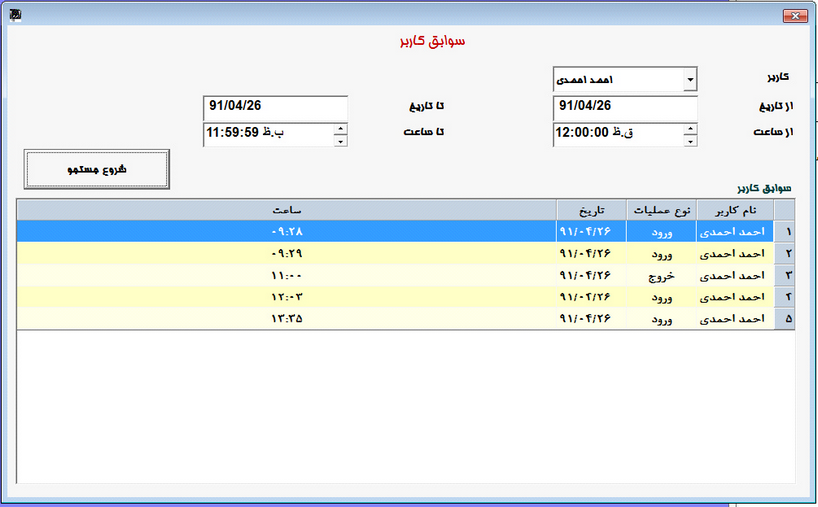 سوابق کاربر
کاربر احمد احمدی
از تاریخ 91/04/26 تا تاریخ 91/04/26
از ساعت 12:00:00 ق.ظ تا ساعت 11:59:59 ب.ظ
شروع جستجو
سوابق کاربر
نام کاربر نوع عملیات تاریخ ساعت
۱ احمد احمدی ورود ۹۱/۰۴/۲۶ ۰۹:۲۸
۲ احمد احمدی ورود ۹۱/۰۴/۲۶ ۰۹:۲۹
۳ احمد احمدی خروج ۹۱/۰۴/۲۶ ۱۱:۰۰
۴ احمد احمدی ورود ۹۱/۰۴/۲۶ ۱۲:۰۳
۵ احمد احمدی ورود ۹۱/۰۴/۲۶ ۱۳:۳۵